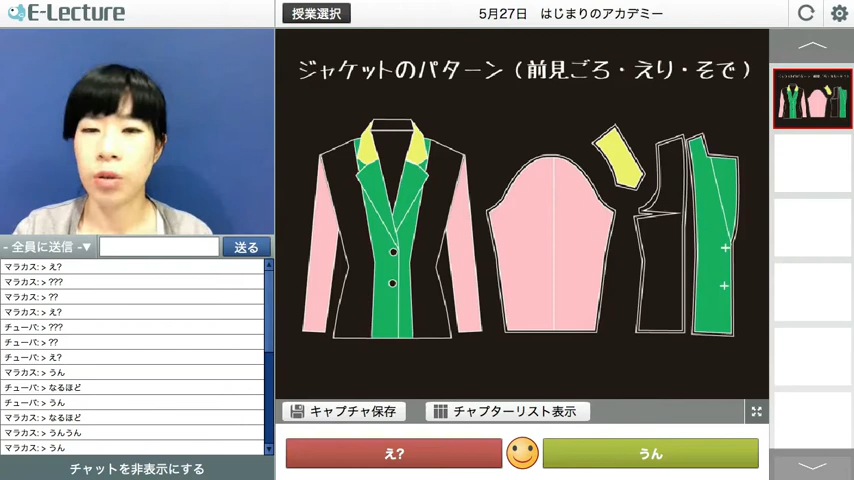 E-Lecture
授業選択
5月27日 はじまりのアカデミー
ジャケットのパターン（前見ごろ・えり・そで）
- 全員に送信 -▼
送る
マラカス: > え?
マラカス: > ???
マラカス: > ??
マラカス: > え?
チューバ: > ???
チューバ: > ??
チューバ: > え?
マラカス: > うん
チューバ: > なるほど
チューバ: > うん
マラカス: > なるほど
マラカス: > うんうん
マラカス: > うん
チャットを非表示にする
キャプチャ保存
チャプターリスト表示
え?
うん